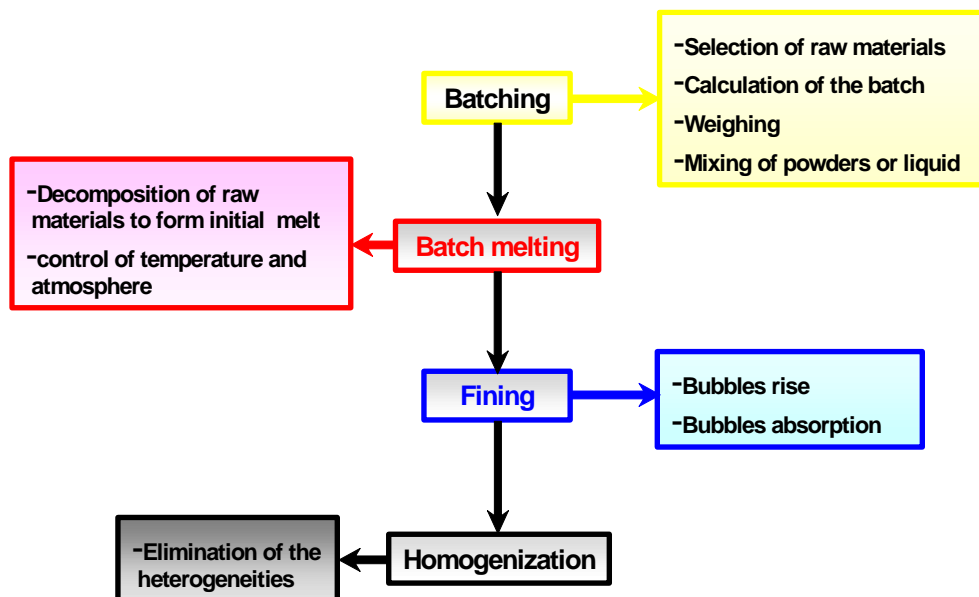 Batching
-Selection of raw materials
-Calculation of the batch
-Weighing
-Mixing of powders or liquid
Batch melting
-Decomposition of raw
materials to form initial melt
-control of temperature and
atmosphere
Fining
-Bubbles rise
-Bubbles absorption
Homogenization
-Elimination of the
heterogeneities